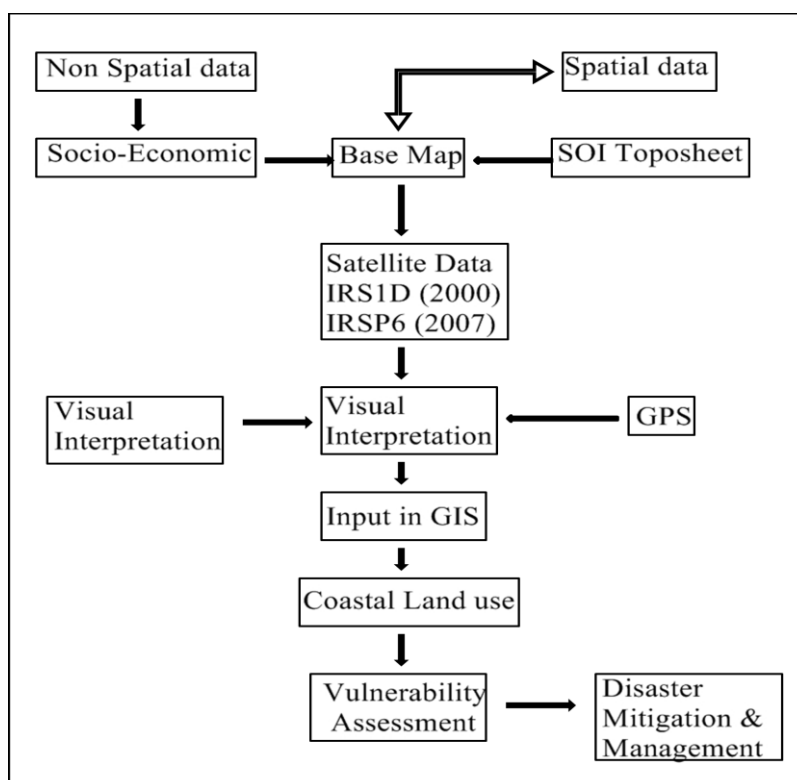 Non Spatial data
Spatial data
Socio-Economic
Base Map
SOI Toposheet
Satellite Data
IRS1D (2000)
IRSP6 (2007)
Visual
Interpretation
Visual
Interpretation
GPS
Input in GIS
Coastal Land use
Vulnerability
Assessment
Disaster
Mitigation &
Management